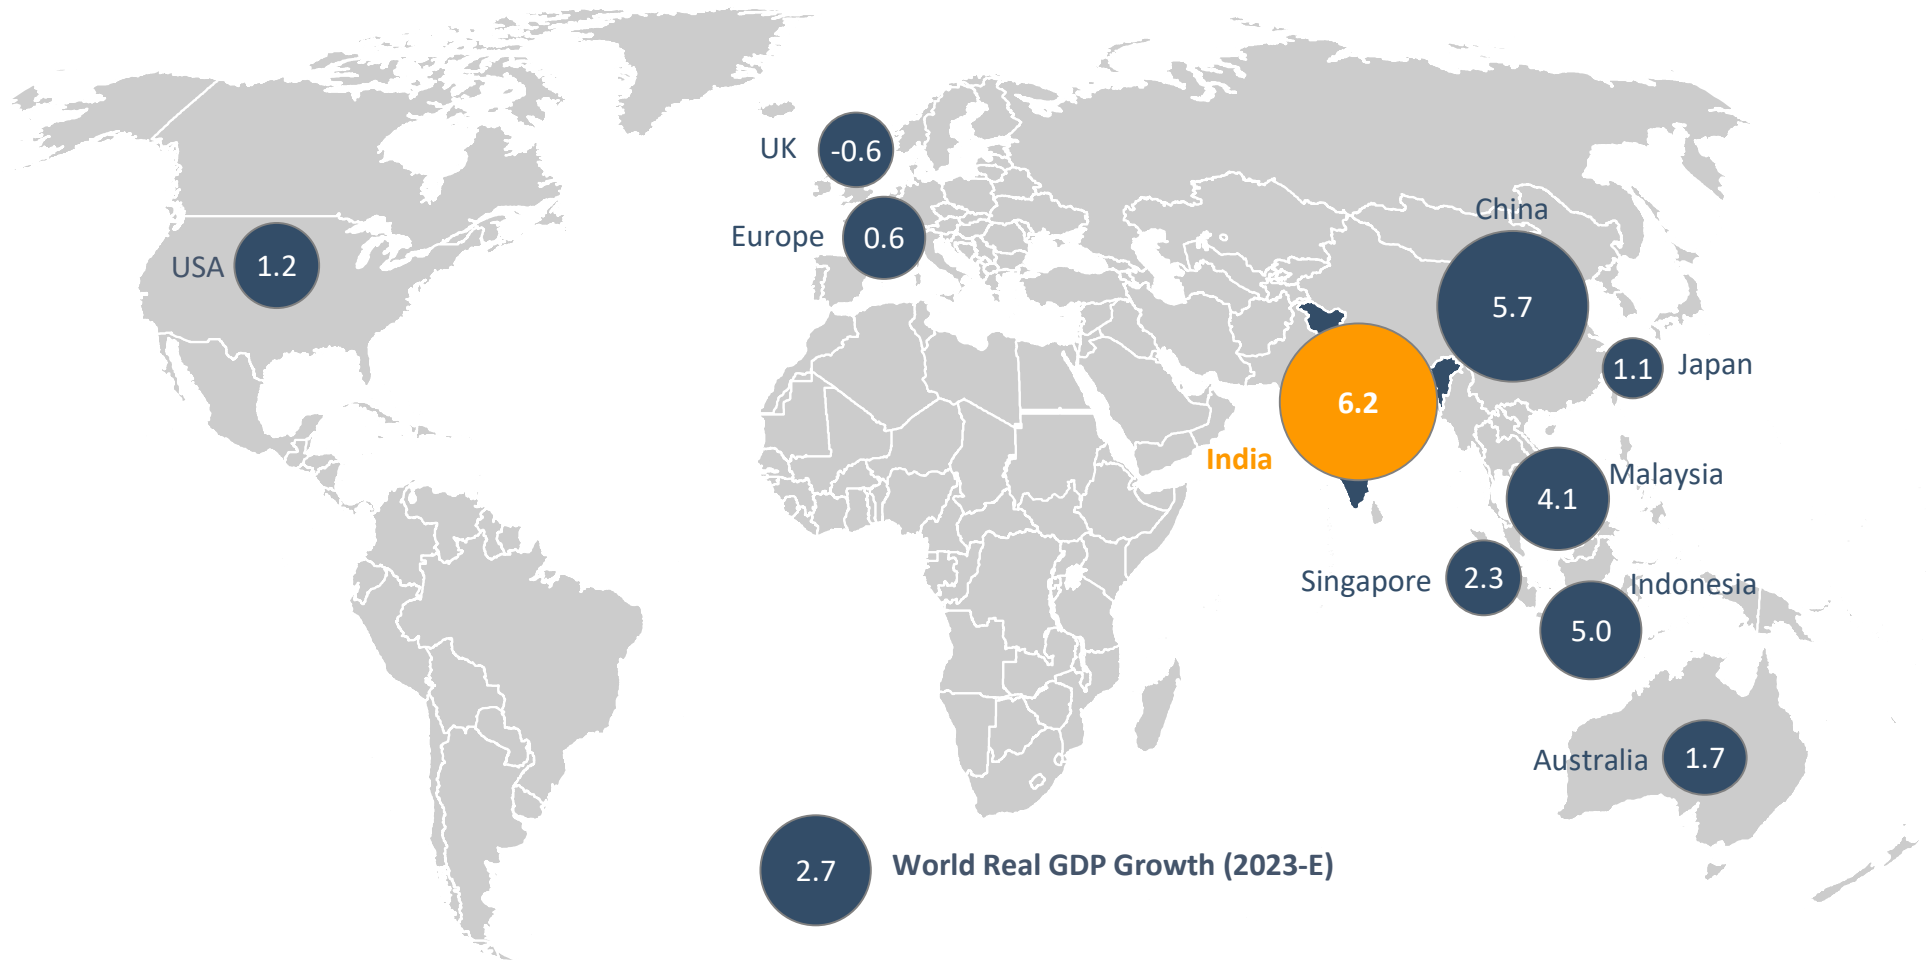 UK
-0.6
China
Europe
0.6
USA
1.2
5.7
1.1
Japan
6.2
India
Malaysia
4.1
Singapore
2.3
Indonesia
5.0
Australia
1.7
2.7
World Real GDP Growth (2023-E)